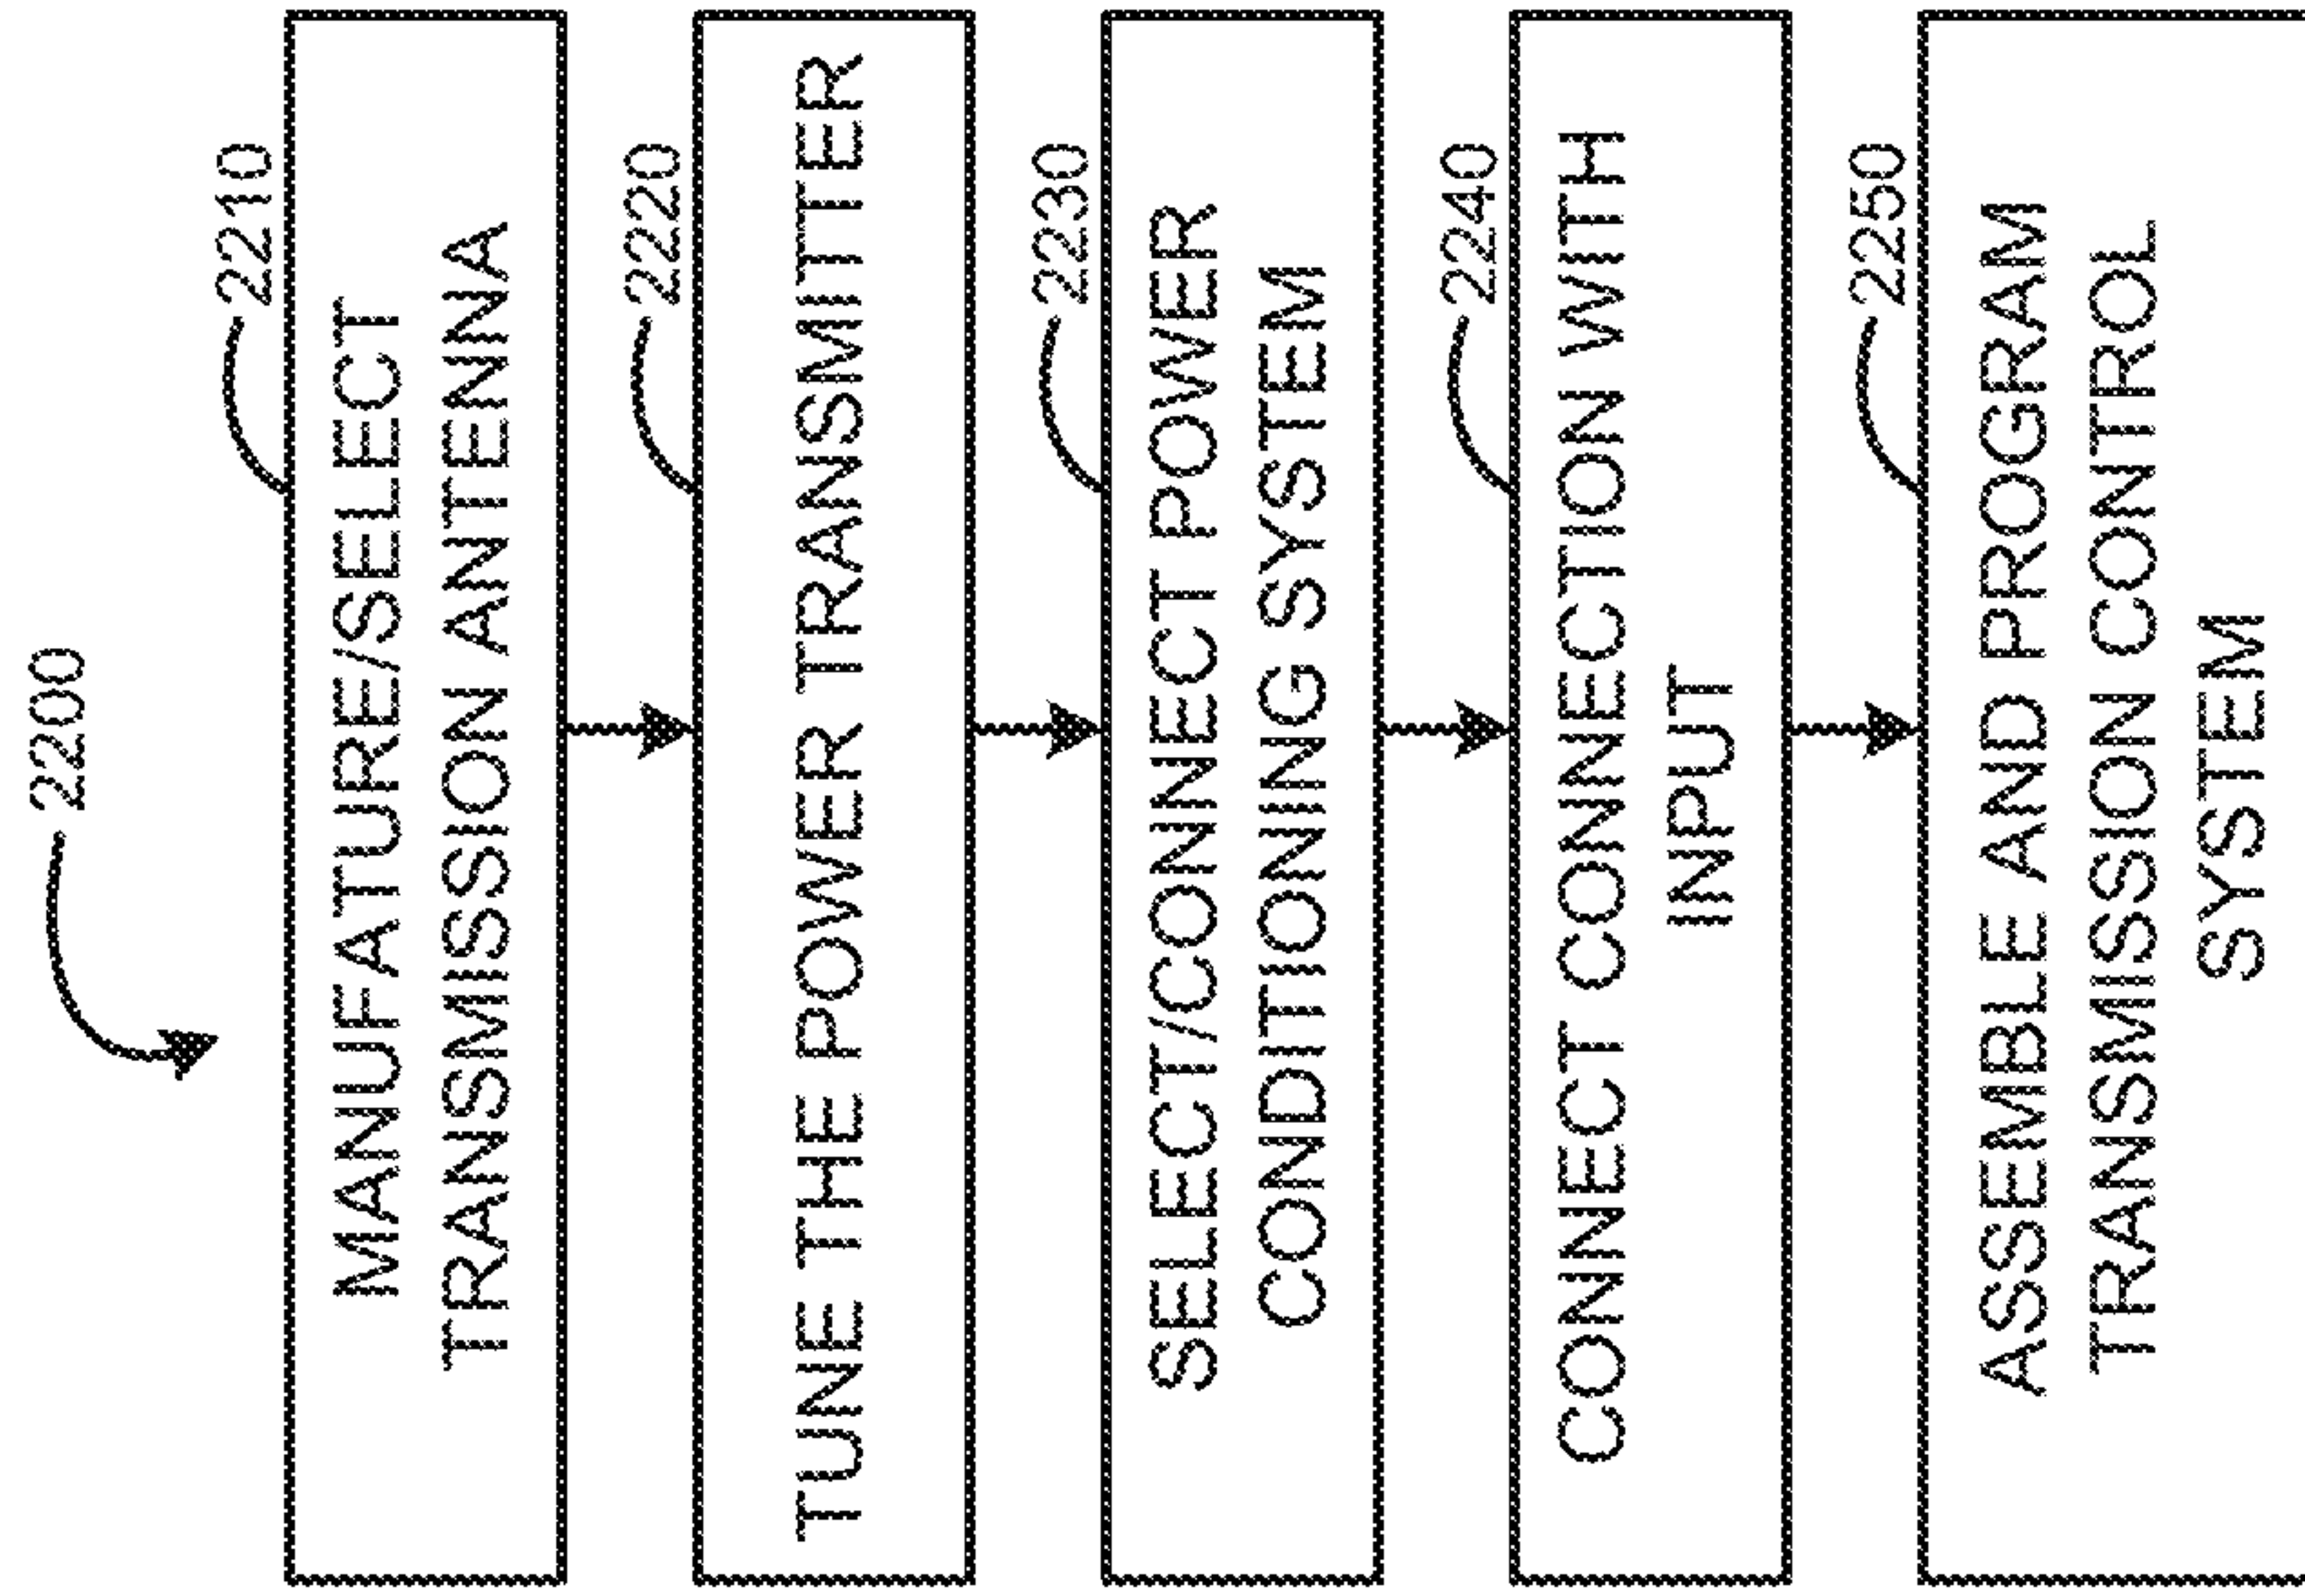 2200
2210
MANUFATURE/SELECT
TRANSMISSION ANTENNA
2220
TUNE THE POWER TRANSMITTER
2230
SELECT/CONNECT POWER
CONDITIONING SYSTEM
2240
CONNECT CONNECTION WITH
INPUT
2250
ASSEMBLE AND PROGRAM
TRANSMISSION CONTROL
SYSTEM